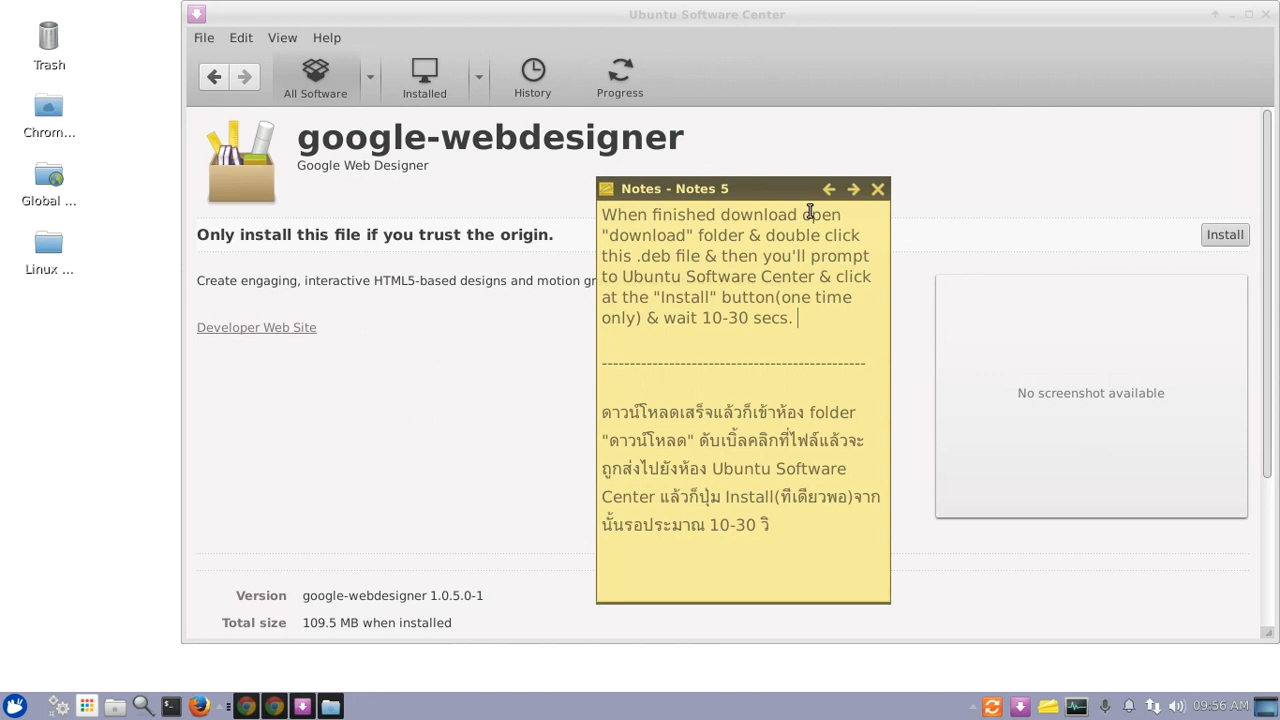 Ubuntu Software Center
File Edit View Help
All Software Installed History Progress
google-webdesigner
Google Web Designer
Only install this file if you trust the origin.
Install
Create engaging, interactive HTML5-based designs and motion gr
Developer Web Site
No screenshot available
Version google-webdesigner 1.0.5.0-1
Total size 109.5 MB when installed
Notes - Notes 5
When finished download open
"download" folder & double click
this .deb file & then you'll prompt
to Ubuntu Software Center & click
at the "Install" button(one time
only) & wait 10-30 secs.
-----------------------------------------------
ดาวน์โหลดเสร็จแล้วก็เข้าห้อง folder
"ดาวน์โหลด" ดับเบิ้ลคลิกที่ไฟล์แล้วจะ
ถูกส่งไปยังห้อง Ubuntu Software
Center แล้วก็ปุ่ม Install(ทีเดียวพอ)จาก
นั้นรอประมาณ 10-30 วิ
Trash
Chrom...
Global ...
Linux ...
09:56 AM